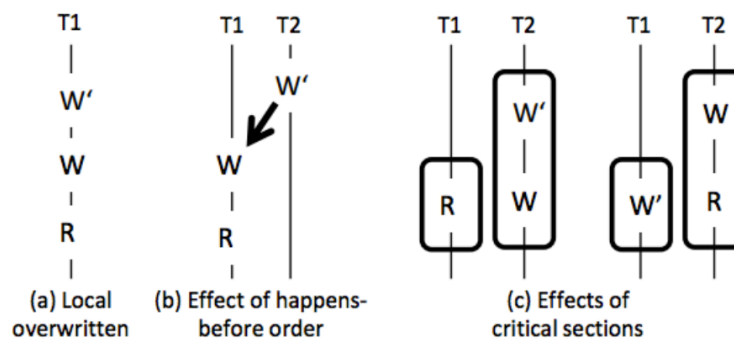 T1
T1
T2
T1
T2
T1
T2
W‘
W
R
W‘
W
R
R
W‘
W
W’
W
R
(a) Local
overwritten
(b) Effect of happens-
before order
(c) Effects of
critical sections